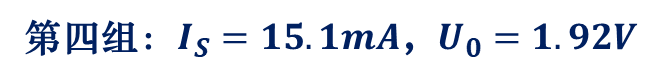 第四组：I_S = 15.1mA，U_0 = 1.92V